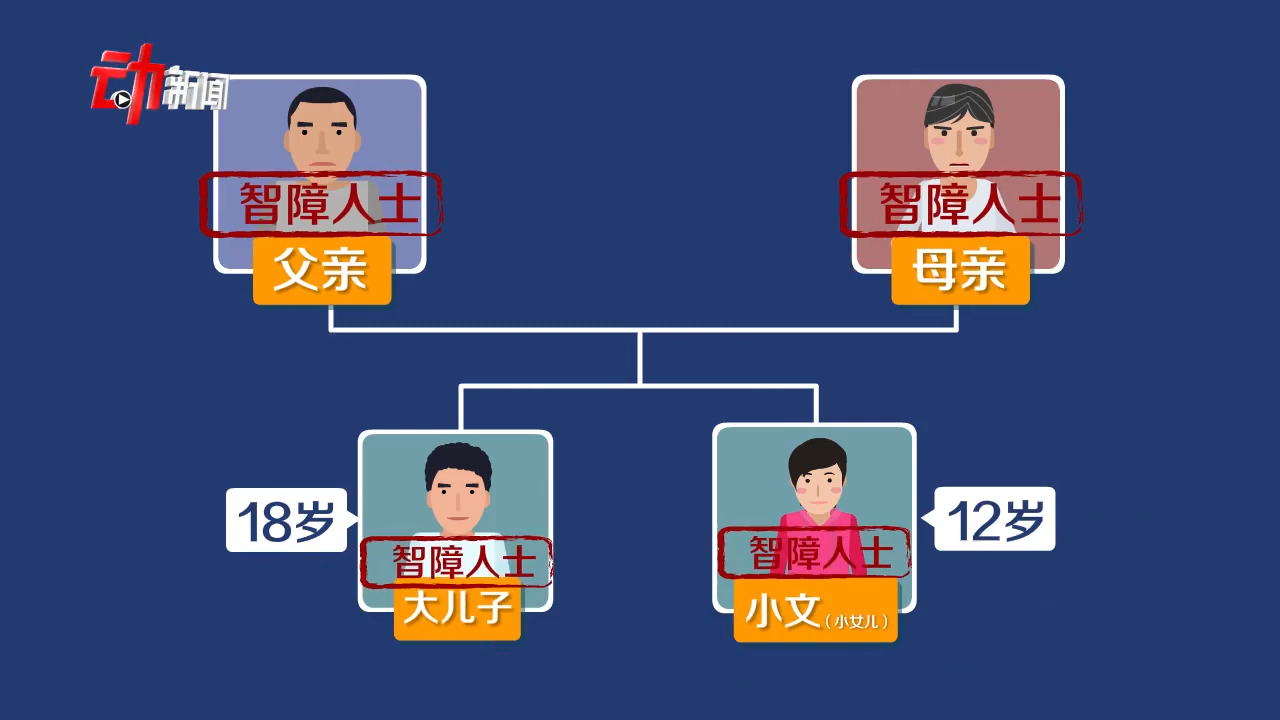 动新闻
智障人士
父亲
智障人士
母亲
18岁
智障人士
大儿子
智障人士
小文（小女儿）
12岁